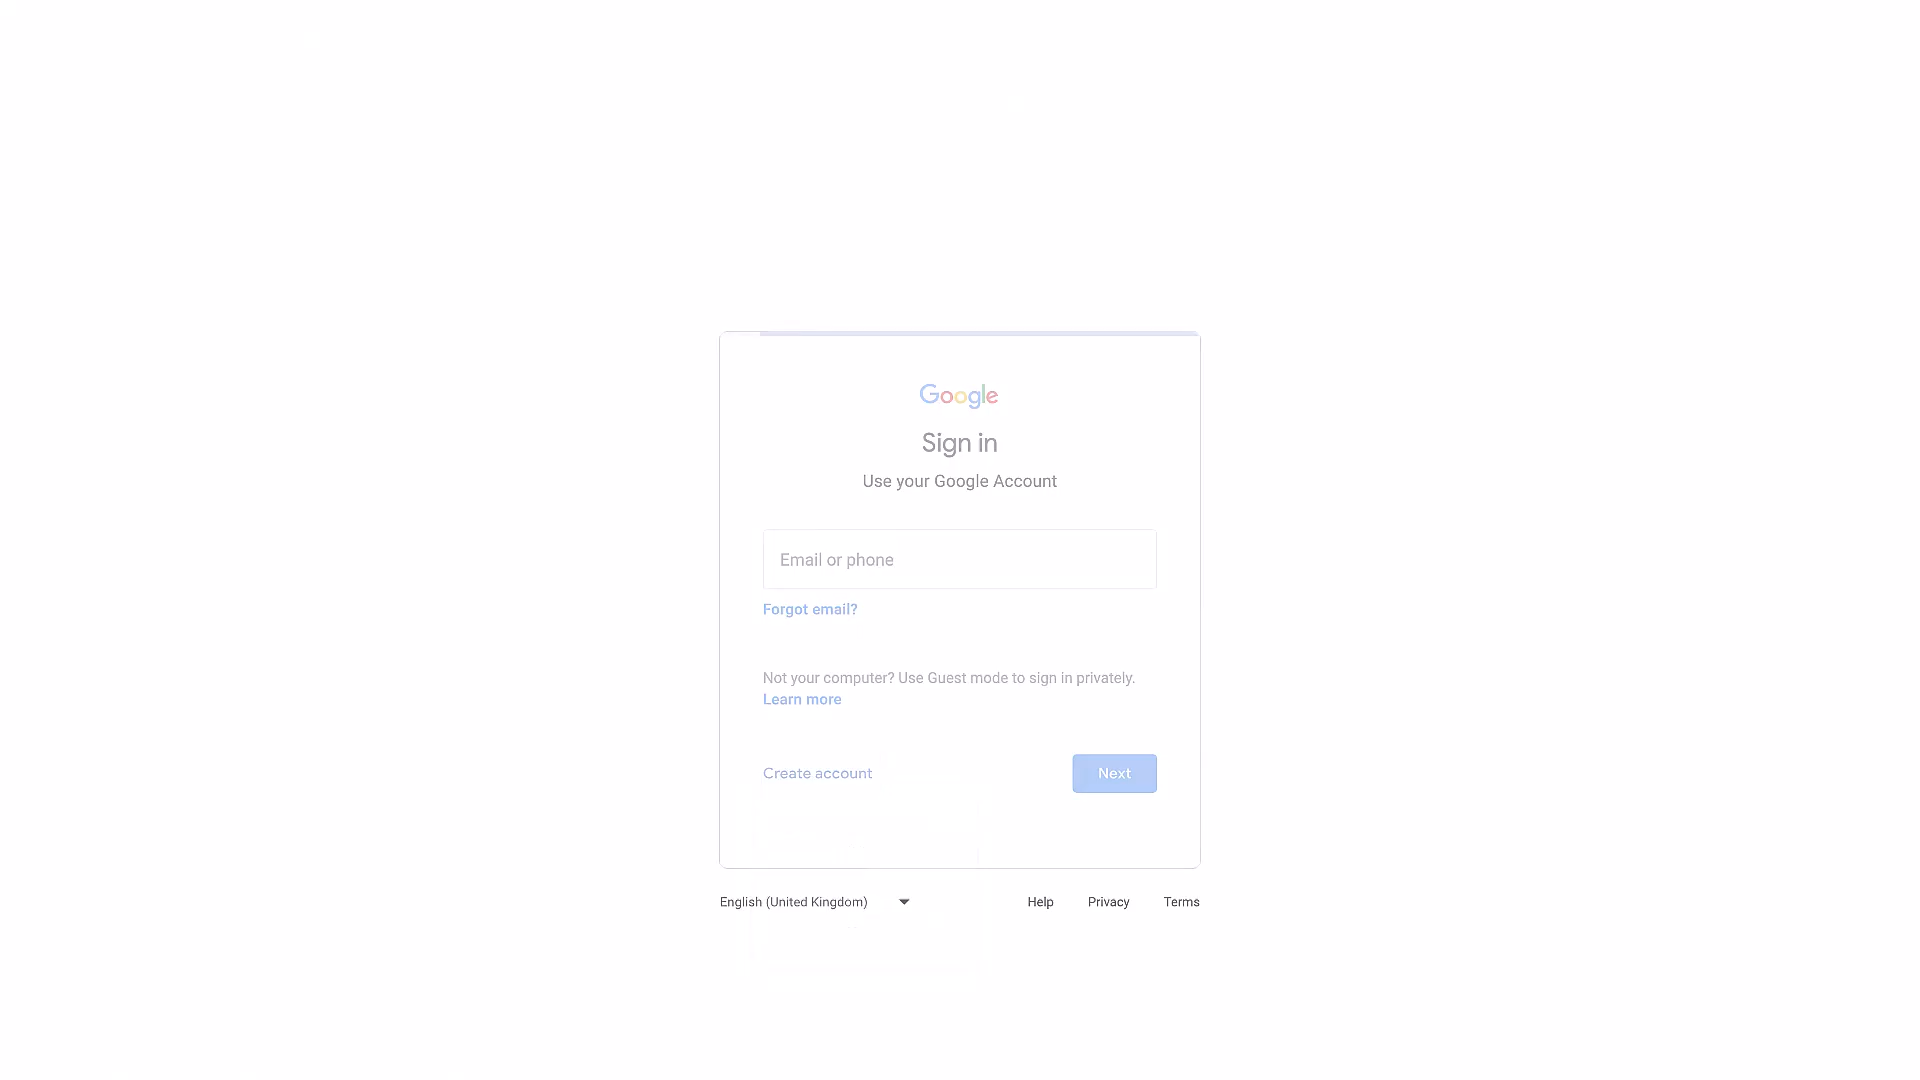 Google
Sign in
Use your Google Account
Email or phone
Forgot email?
Not your computer? Use Guest mode to sign in privately.
Learn more
Create account
Next
English (United Kingdom)
Help
Privacy
Terms